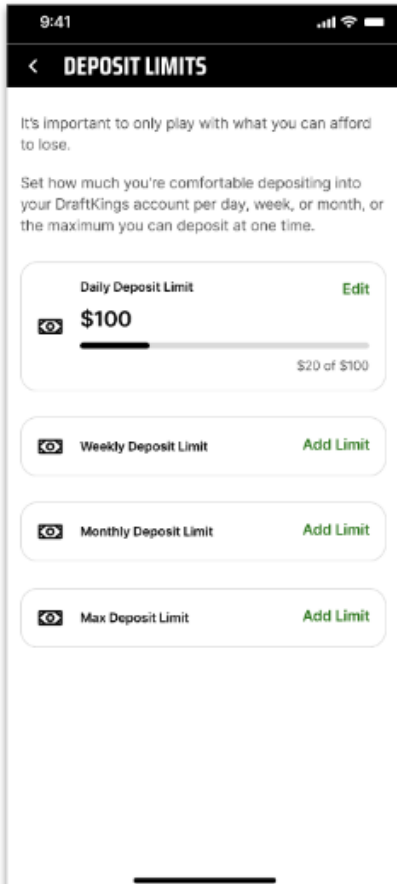 9:41
DEPOSIT LIMITS
It's important to only play with what you can afford
to lose.
Set how much you're comfortable depositing into
your DraftKings account per day, week, or month, or
the maximum you can deposit at one time.
Daily Deposit Limit
Edit
$100
$20 of $100
Weekly Deposit Limit
Add Limit
Monthly Deposit Limit
Add Limit
Max Deposit Limit
Add Limit